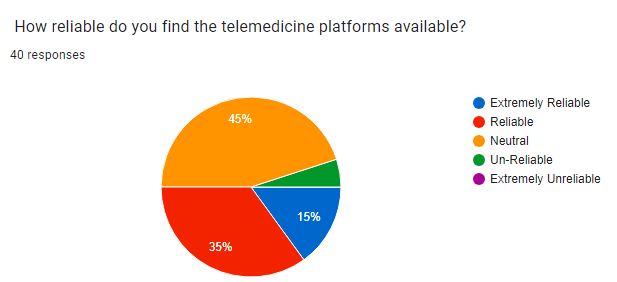 How reliable do you find the telemedicine platforms available?
40 responses
45%
15%
35%
Extremely Reliable
Reliable
Neutral
Un-Reliable
Extremely Unreliable